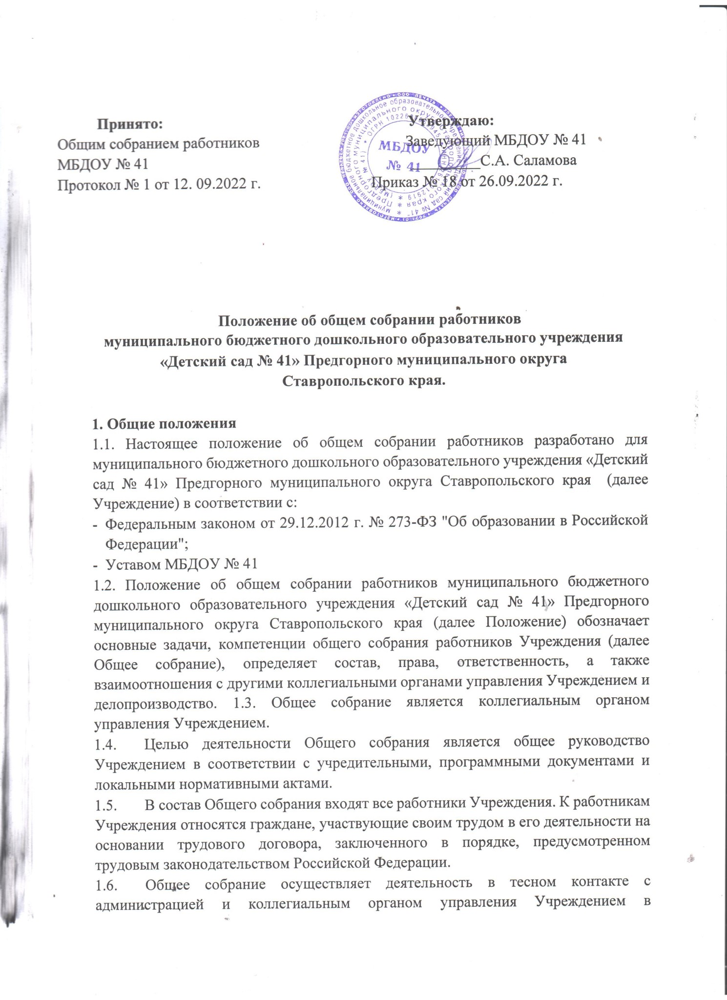 Принято:
Общим собранием работников
МБДОУ № 41
Протокол № 1 от 12. 09.2022 г.
Утверждаю:
Заведующий МБДОУ № 41
С.А. Саламова
Приказ № 18 от 26.09.2022 г.
МБДОУ
№ 41
Положение об общем собрании работников
муниципального бюджетного дошкольного образовательного учреждения
«Детский сад № 41» Предгорного муниципального округа
Ставропольского края.
1. Общие положения
1.1. Настоящее положение об общем собрании работников разработано для
муниципального бюджетного дошкольного образовательного учреждения «Детский
сад № 41» Предгорного муниципального округа Ставропольского края (далее
Учреждение) в соответствии с:
- Федеральным законом от 29.12.2012 г. № 273-ФЗ "Об образовании в Российской
Федерации";
- Уставом МБДОУ № 41
1.2. Положение об общем собрании работников муниципального бюджетного
дошкольного образовательного учреждения «Детский сад № 41» Предгорного
муниципального округа Ставропольского края (далее Положение) обозначает
основные задачи, компетенции общего собрания работников Учреждения (далее
Общее собрание), определяет состав, права, ответственность, а также
взаимоотношения с другими коллегиальными органами управления Учреждением и
делопроизводство. 1.3. Общее собрание является коллегиальным органом
управления Учреждением.
1.4. Целью деятельности Общего собрания является общее руководство
Учреждением в соответствии с учредительными, программными документами и
локальными нормативными актами.
1.5. В состав Общего собрания входят все работники Учреждения. К работникам
Учреждения относятся граждане, участвующие своим трудом в его деятельности на
основании трудового договора, заключенного в порядке, предусмотренном
трудовым законодательством Российской Федерации.
1.6. Общее собрание осуществляет деятельность в тесном контакте с
администрацией и коллегиальным органом управления Учреждением в